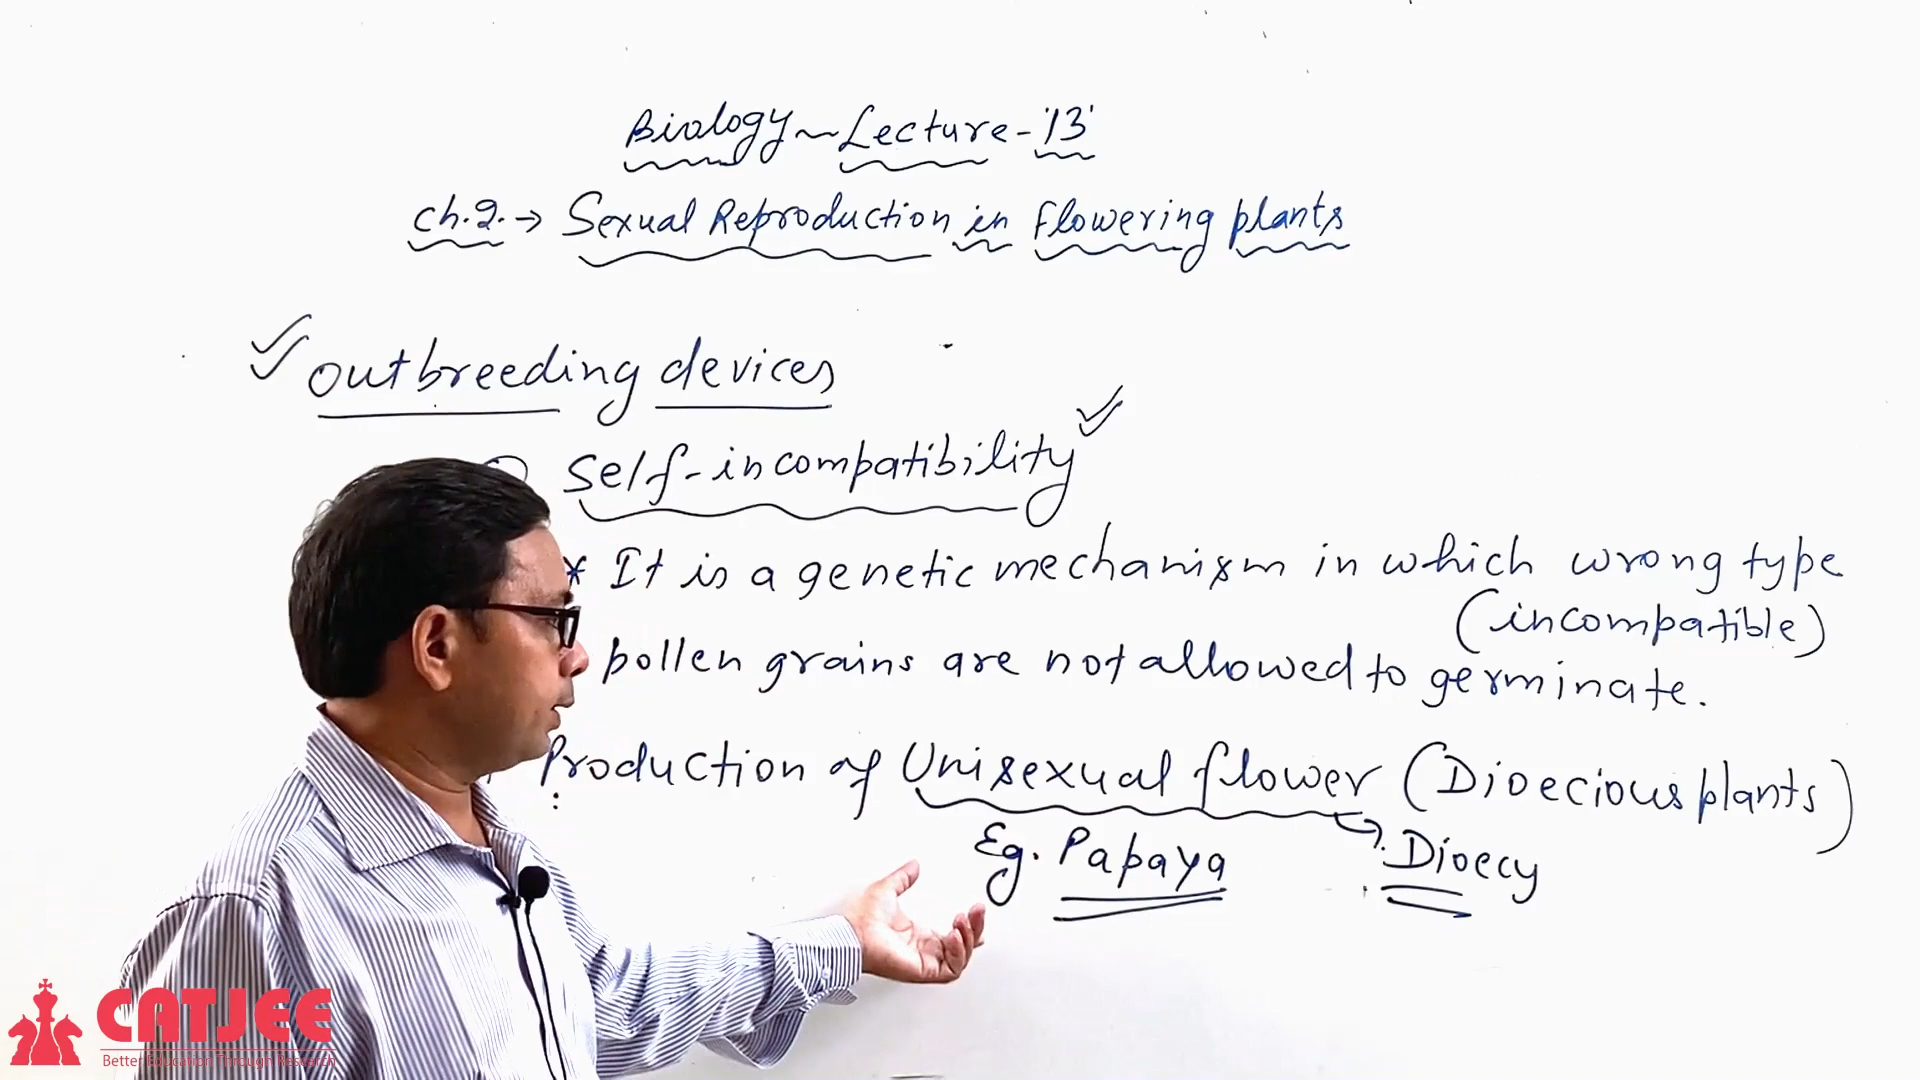 Biology ~ Lecture - '13'
Ch. 2. → Sexual Reproduction in flowering plants
✓✓ Outbreeding devices
Self-incompatibility ✓✓
* It is a genetic mechanism in which wrong type
(incompatible)
pollen grains are not allowed to germinate.
Production of Unisexual flower (Dioecious plants)
Eg. Papaya
Dioecy
CATJEE
Better Education Through Research